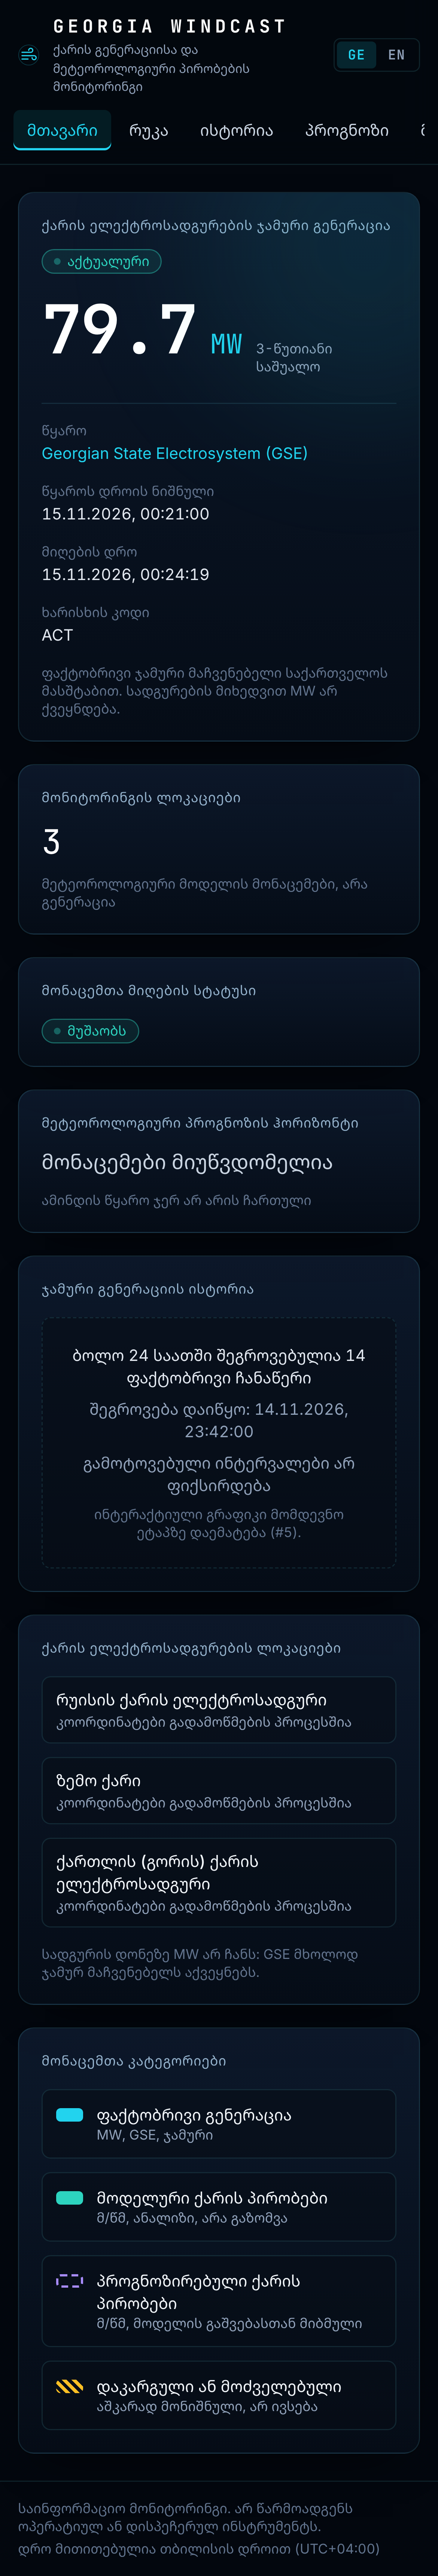 GEORGIA WINDCAST
ქარის გენერაციისა და
მეტეოროლოგიური პირობების
მონიტორინგი
GE EN
მთავარი რუკა ისტორია პროგნოზი
ქარის ელექტროსადგურების ჯამური გენერაცია
აქტუალური
79.7 MW 3-წუთიანი
საშუალო
წყარო
Georgian State Electrosystem (GSE)
წყაროს დროის ნიშნული
15.11.2026, 00:21:00
მიღების დრო
15.11.2026, 00:24:19
ხარისხის კოდი
ACT
ფაქტობრივი ჯამური მაჩვენებელი საქართველოს
მასშტაბით. სადგურების მიხედვით MW არ
ქვეყნდება.
მონიტორინგის ლოკაციები
3
მეტეოროლოგიური მოდელის მონაცემები, არა
გენერაცია
მონაცემთა მიღების სტატუსი
მუშაობს
მეტეოროლოგიური პროგნოზის ჰორიზონტი
მონაცემები მიუწვდომელია
ამინდის წყარო ჯერ არ არის ჩართული
ჯამური გენერაციის ისტორია
ბოლო 24 საათში შეგროვებულია 14
ფაქტობრივი ჩანაწერი
შეგროვება დაიწყო: 14.11.2026,
23:42:00
გამოტოვებული ინტერვალები არ
ფიქსირდება
ინტერაქტიული გრაფიკი მომდევნო
ეტაპზე დაემატება (#5).
ქარის ელექტროსადგურების ლოკაციები
რუისის ქარის ელექტროსადგური
კოორდინატები გადამოწმების პროცესშია
ზემო ქარი
კოორდინატები გადამოწმების პროცესშია
ქართლის (გორის) ქარის
ელექტროსადგური
კოორდინატები გადამოწმების პროცესშია
სადგურის დონეზე MW არ ჩანს: GSE მხოლოდ
ჯამურ მაჩვენებელს აქვეყნებს.
მონაცემთა კატეგორიები
ფაქტობრივი გენერაცია
MW, GSE, ჯამური
მოდელური ქარის პირობები
მ/წმ, ანალიზი, არა გაზომვა
პროგნოზირებული ქარის
პირობები
მ/წმ, მოდელის გაშვებასთან მიბმული
დაკარგული ან მოძველებული
აშკარად მონიშნული, არ ივსება
საინფორმაციო მონიტორინგი. არ წარმოადგენს
ოპერატიულ ან დისპეჩერულ ინსტრუმენტს.
დრო მითითებულია თბილისის დროით (UTC+04:00)